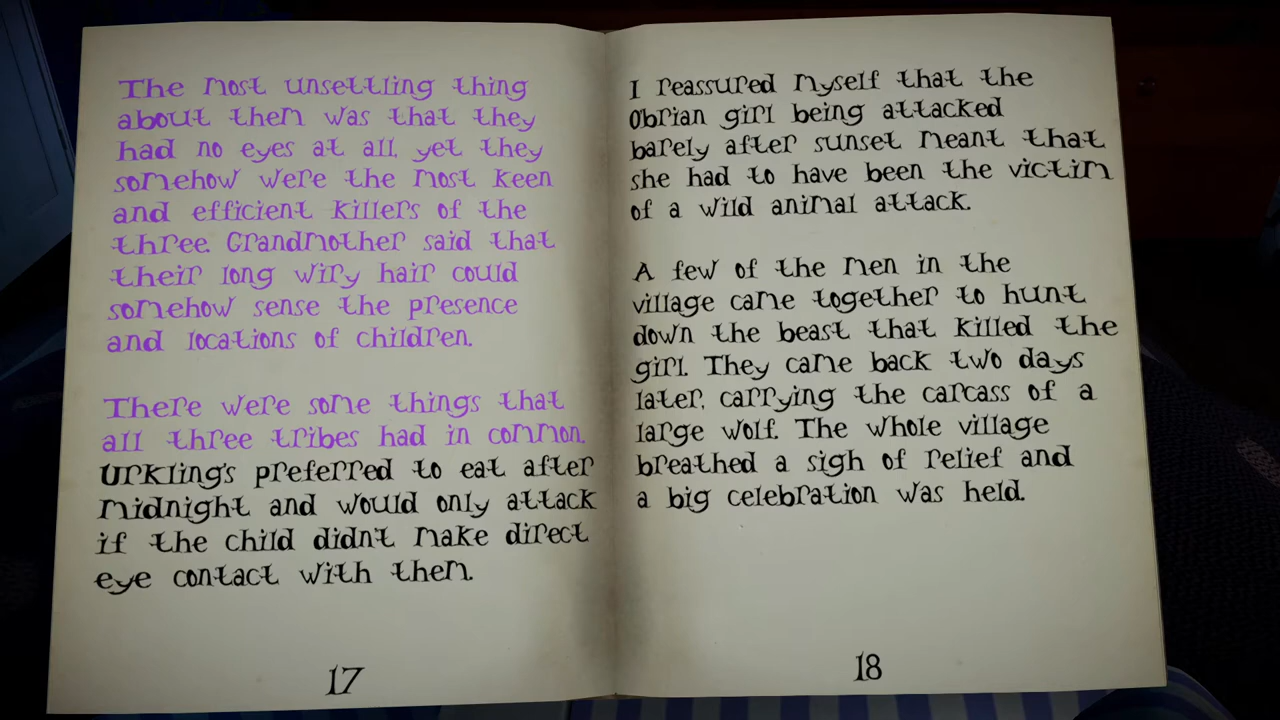 The most unsettling thing
about them was that they
had no eyes at all, yet they
somehow were the most keen
and efficient killers of the
three. Grandmother said that
their long wiry hair could
somehow sense the presence
and locations of children.
There were some things that
all three tribes had in common.
Urkling's preferred to eat after
midnight and would only attack
if the child didn't make direct
eye contact with them.
17
I reassured myself that the
Obrian girl being attacked
barely after sunset meant that
she had to have been the victim
of a wild animal attack.
A few of the men in the
village came together to hunt
down the beast that killed the
girl. They came back two days
later, carrying the carcass of a
large wolf. The whole village
breathed a sigh of relief and
a big celebration was held.
18